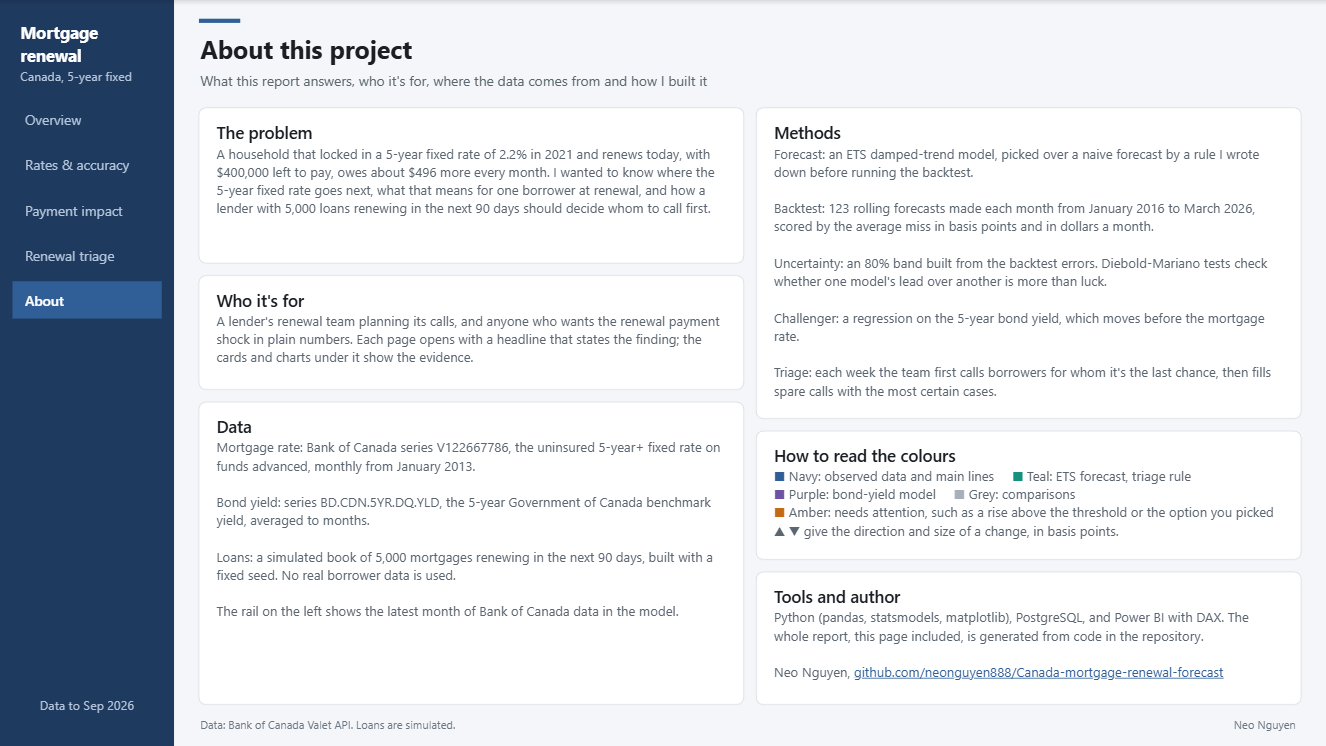 Mortgage
renewal
Canada, 5-year fixed
Overview
Rates & accuracy
Payment impact
Renewal triage
About
Data to Sep 2026
About this project
What this report answers, who it's for, where the data comes from and how I built it
The problem
A household that locked in a 5-year fixed rate of 2.2% in 2021 and renews today, with
$400,000 left to pay, owes about $496 more every month. I wanted to know where the
5-year fixed rate goes next, what that means for one borrower at renewal, and how a
lender with 5,000 loans renewing in the next 90 days should decide whom to call first.
Who it's for
A lender's renewal team planning its calls, and anyone who wants the renewal payment
shock in plain numbers. Each page opens with a headline that states the finding; the
cards and charts under it show the evidence.
Data
Mortgage rate: Bank of Canada series V122667786, the uninsured 5-year+ fixed rate on
funds advanced, monthly from January 2013.
Bond yield: series BD.CDN.5YR.DQ.YLD, the 5-year Government of Canada benchmark
yield, averaged to months.
Loans: a simulated book of 5,000 mortgages renewing in the next 90 days, built with a
fixed seed. No real borrower data is used.
The rail on the left shows the latest month of Bank of Canada data in the model.
Methods
Forecast: an ETS damped-trend model, picked over a naive forecast by a rule I wrote
down before running the backtest.
Backtest: 123 rolling forecasts made each month from January 2016 to March 2026,
scored by the average miss in basis points and in dollars a month.
Uncertainty: an 80% band built from the backtest errors. Diebold-Mariano tests check
whether one model's lead over another is more than luck.
Challenger: a regression on the 5-year bond yield, which moves before the mortgage
rate.
Triage: each week the team first calls borrowers for whom it's the last chance, then fills
spare calls with the most certain cases.
How to read the colours
■ Navy: observed data and main lines ■ Teal: ETS forecast, triage rule
■ Purple: bond-yield model ■ Grey: comparisons
■ Amber: needs attention, such as a rise above the threshold or the option you picked
▲ ▼ give the direction and size of a change, in basis points.
Tools and author
Python (pandas, statsmodels, matplotlib), PostgreSQL, and Power BI with DAX. The
whole report, this page included, is generated from code in the repository.
Neo Nguyen, github.com/neonguyen888/Canada-mortgage-renewal-forecast
Data: Bank of Canada Valet API. Loans are simulated.
Neo Nguyen